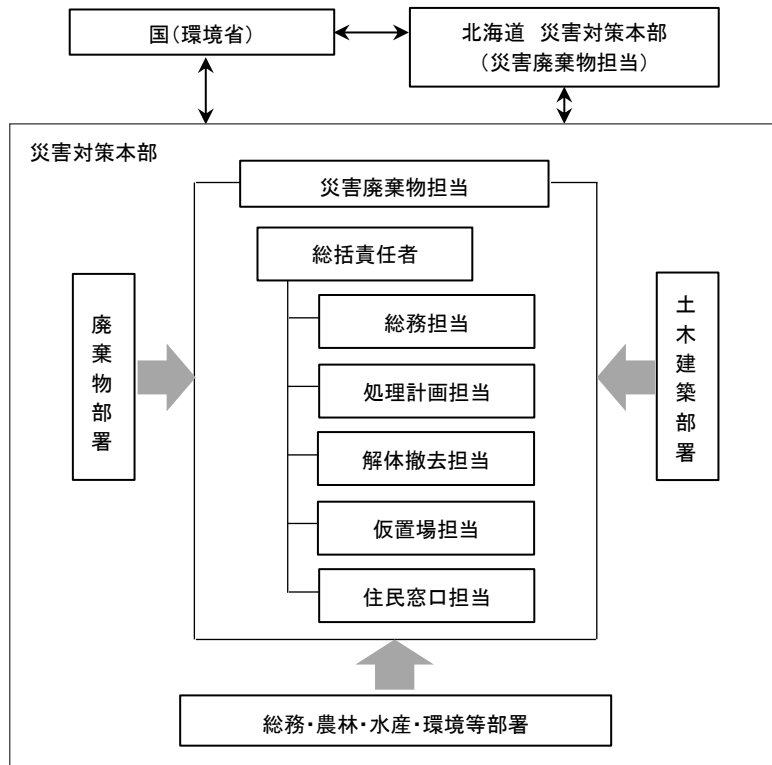 国(環境省)
北海道 災害対策本部
(災害廃棄物担当)
災害対策本部
災害廃棄物担当
総括責任者
総務担当
処理計画担当
解体撤去担当
仮置場担当
住民窓口担当
廃棄物部署
土木建築部署
総務・農林・水産・環境等部署